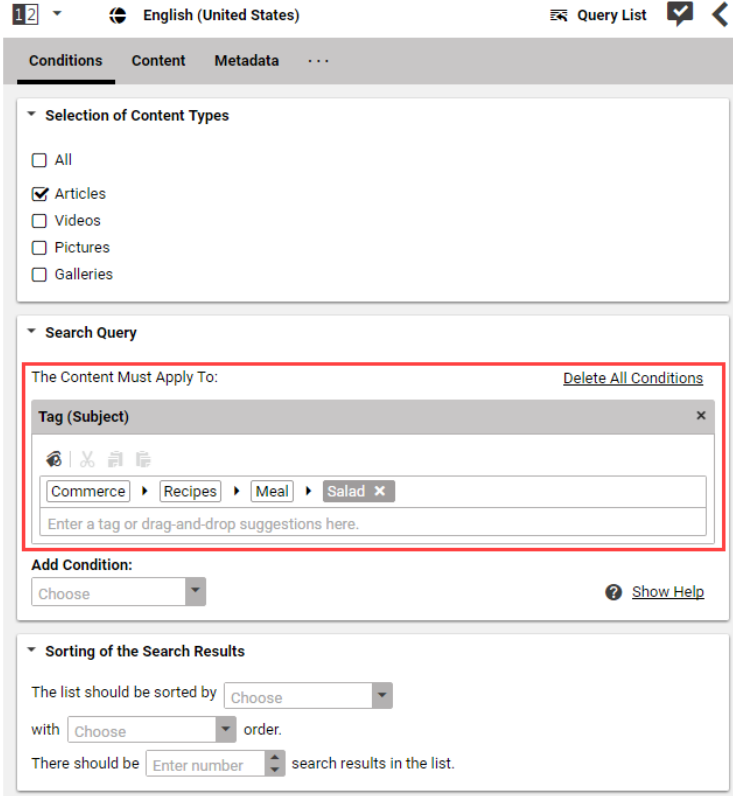 12 English (United States) Query List
Conditions Content Metadata ...
Selection of Content Types
All
Articles
Videos
Pictures
Galleries
Search Query
The Content Must Apply To: Delete All Conditions
Tag (Subject) ×
Commerce Recipes Meal Salad ×
Enter a tag or drag-and-drop suggestions here.
Add Condition:
Choose ? Show Help
Sorting of the Search Results
The list should be sorted by Choose
with Choose order.
There should be Enter number search results in the list.